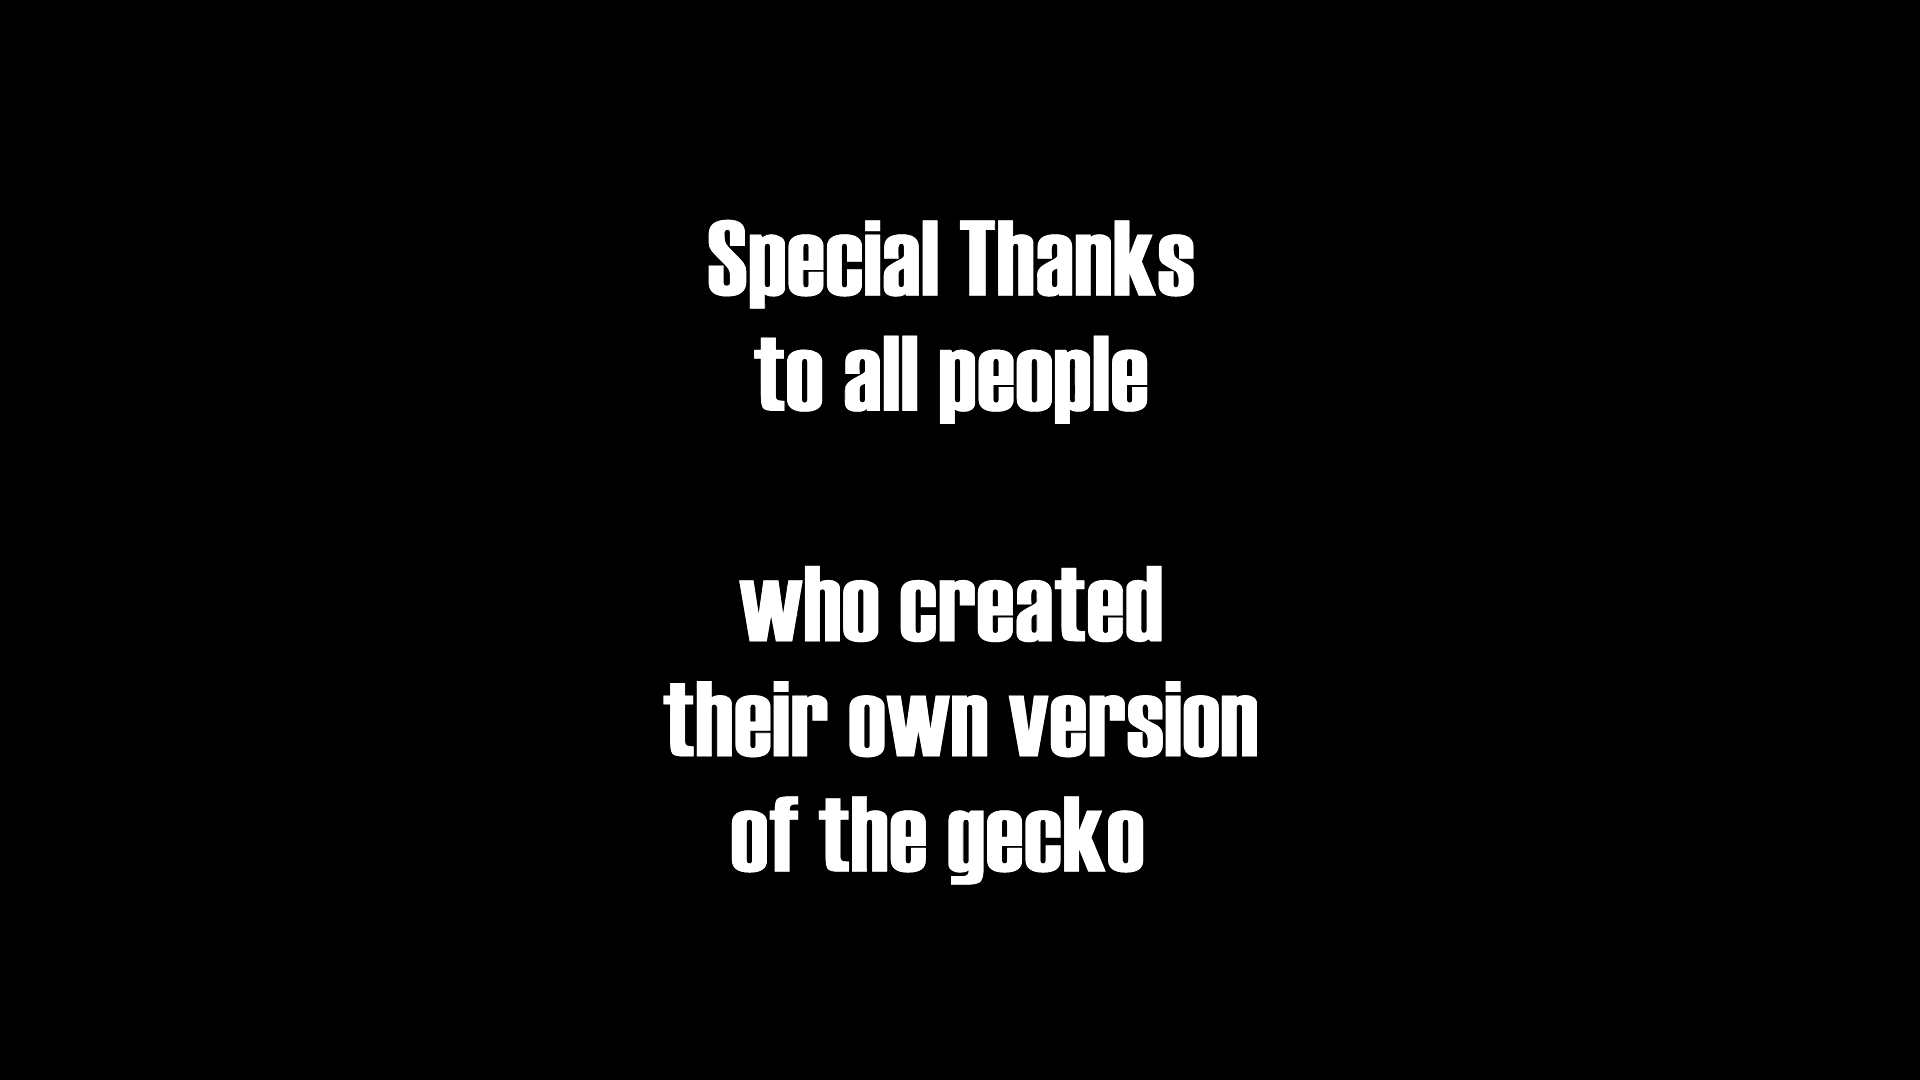 Special Thanks
to all people
who created
their own version
of the gecko